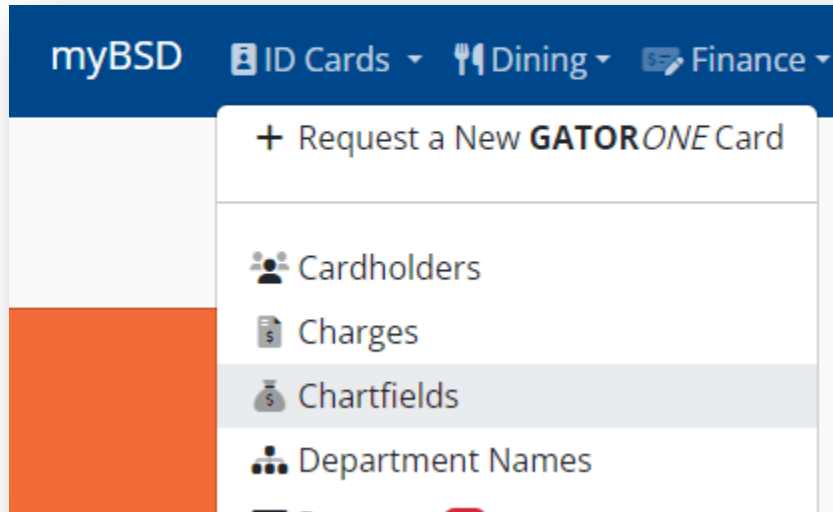 myBSD ID Cards Dining Finance
+ Request a New GATORONE Card
Cardholders
Charges
Chartfields
Department Names